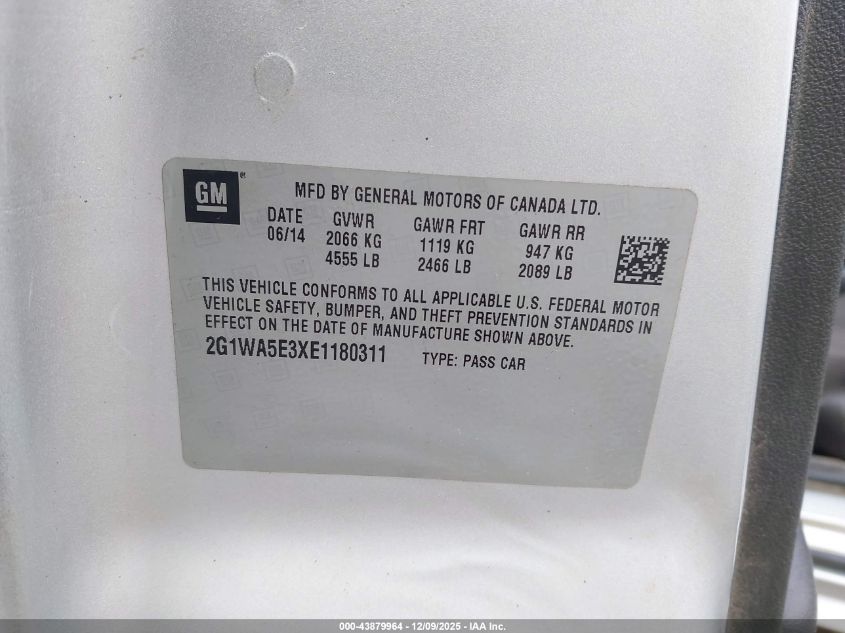 GM ®
MFD BY GENERAL MOTORS OF CANADA LTD.
DATE GVWR GAWR FRT GAWR RR
06/14 2066 KG 1119 KG 947 KG
4555 LB 2466 LB 2089 LB
THIS VEHICLE CONFORMS TO ALL APPLICABLE U.S. FEDERAL MOTOR
VEHICLE SAFETY, BUMPER, AND THEFT PREVENTION STANDARDS IN
EFFECT ON THE DATE OF MANUFACTURE SHOWN ABOVE.
2G1WA5E3XE1180311 TYPE: PASS CAR
000-43879964 - 12/09/2025 - IAA Inc.